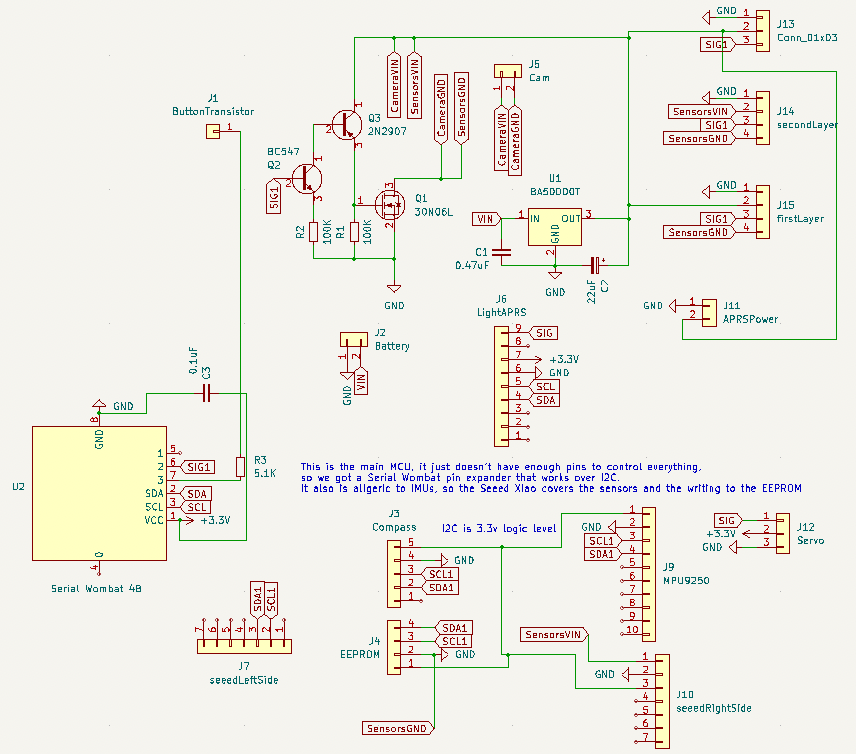 GND 1 J13
2 Conn_01x03
SIG1 3
CameraVIN SensorsVIN CameraGND SensorsGND
J5
Cam
1 2
CameraVIN CameraGND
GND 1 J14
SensorsVIN 2 secondLayer
SIG1 3
SensorsGND 4
J1
ButtonTransistor
1
1
2 Q3
2N2907
3
BC547
Q2
1
2
3
SIG1
3
1 Q1
30N06L
2
R2 100K R1 100K
GND
U1
BA50DD0T
VIN 1 IN OUT 3
GND
2
C1
0.47uF
GND
22uF C2
+
GND 1 J15
2 firstLayer
SIG1 3
SensorsGND 4
GND 1 J11
2 APRSPower
J6
LightAPRS
9 SIG
8
7 +3.3V
6 GND
5 SCL
4 SDA
3
2
1
J2
Battery
1 2
GND VIN
0.1uF C3
GND
8
GND
U2
1 5
2 6 SIG1
3 7
SDA 2 SDA
SCL 3 SCL
VCC 1 +3.3V
0
4
Serial Wombat 4B
R3
5.1K
This is the main MCU, it just doesn't have enough pins to control everything,
so we got a Serial Wombat pin expander that works over I2C.
It also is allgeric to IMUs, so the Seeed Xiao covers the sensors and the writing to the EEPROM
J3
Compass
I2C is 3.3v logic level
5
4 GND
3 SCL1
2 SDA1
1
1
GND 2
SCL1 3
SDA1 4
5 J9
6 MPU9250
7
8
9
10
SIG 1 J12
+3.3V 2 Servo
GND 3
SDA1 SCL1
7 6 5 4 3 2 1
J7
seeedLeftSide
J4
EEPROM
4 SDA1
3 SCL1
2 GND
1
SensorsVIN
SensorsGND
1
GND 2
3 J10
4 seeedRightSide
5
6
7